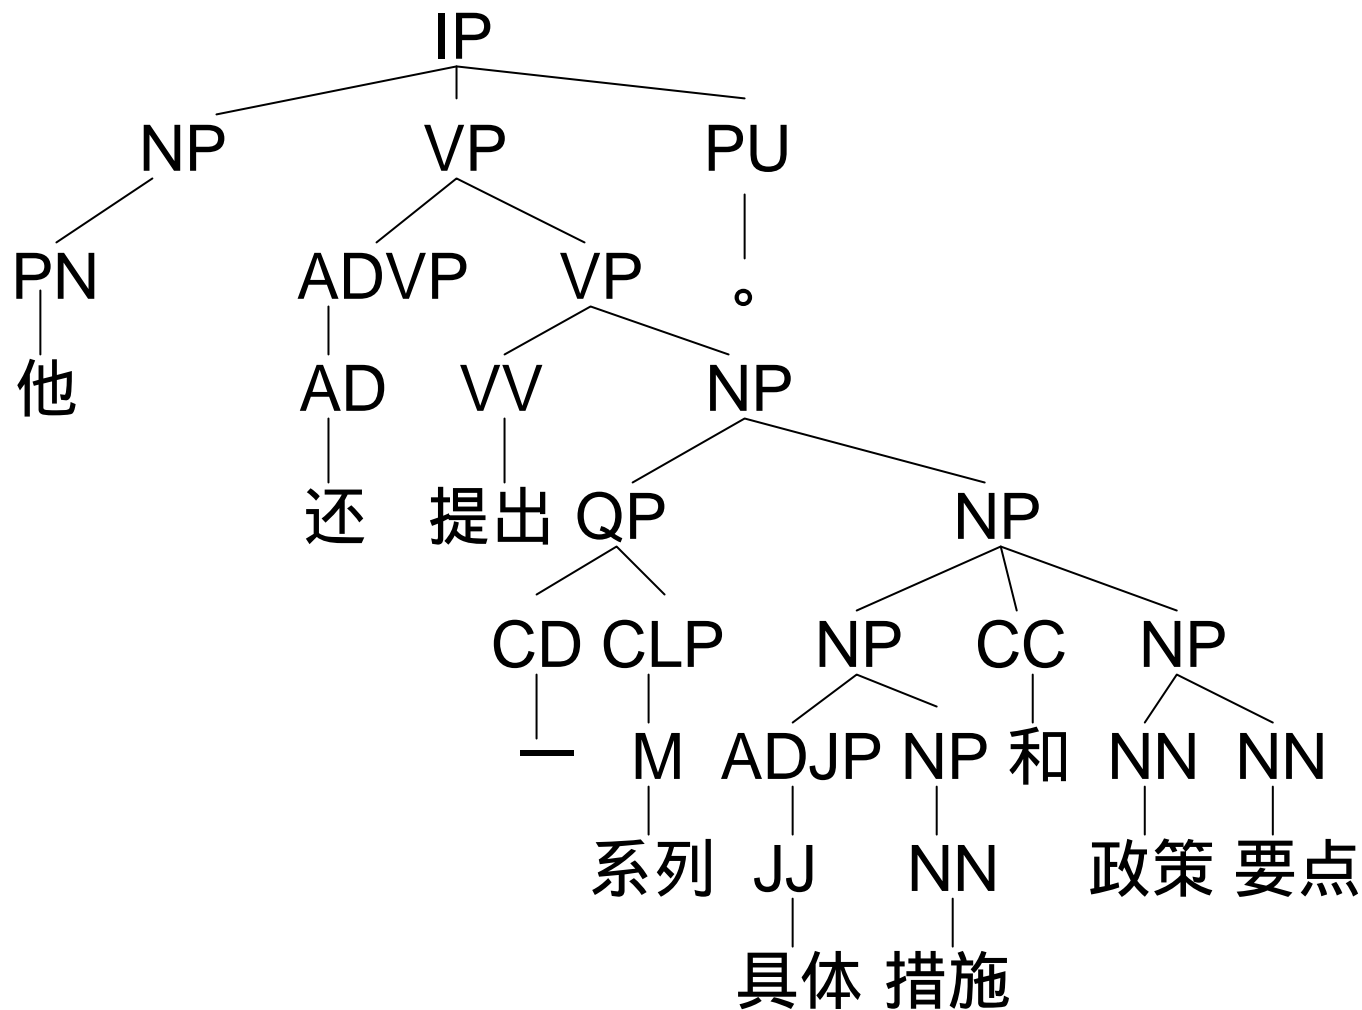 IP
NP VP PU
PN ADVP VP 。
他 AD VV NP
还 提出 QP NP
CD CLP NP CC NP
一 M ADJP NP 和 NN NN
系列 JJ NN 政策 要点
具体 措施